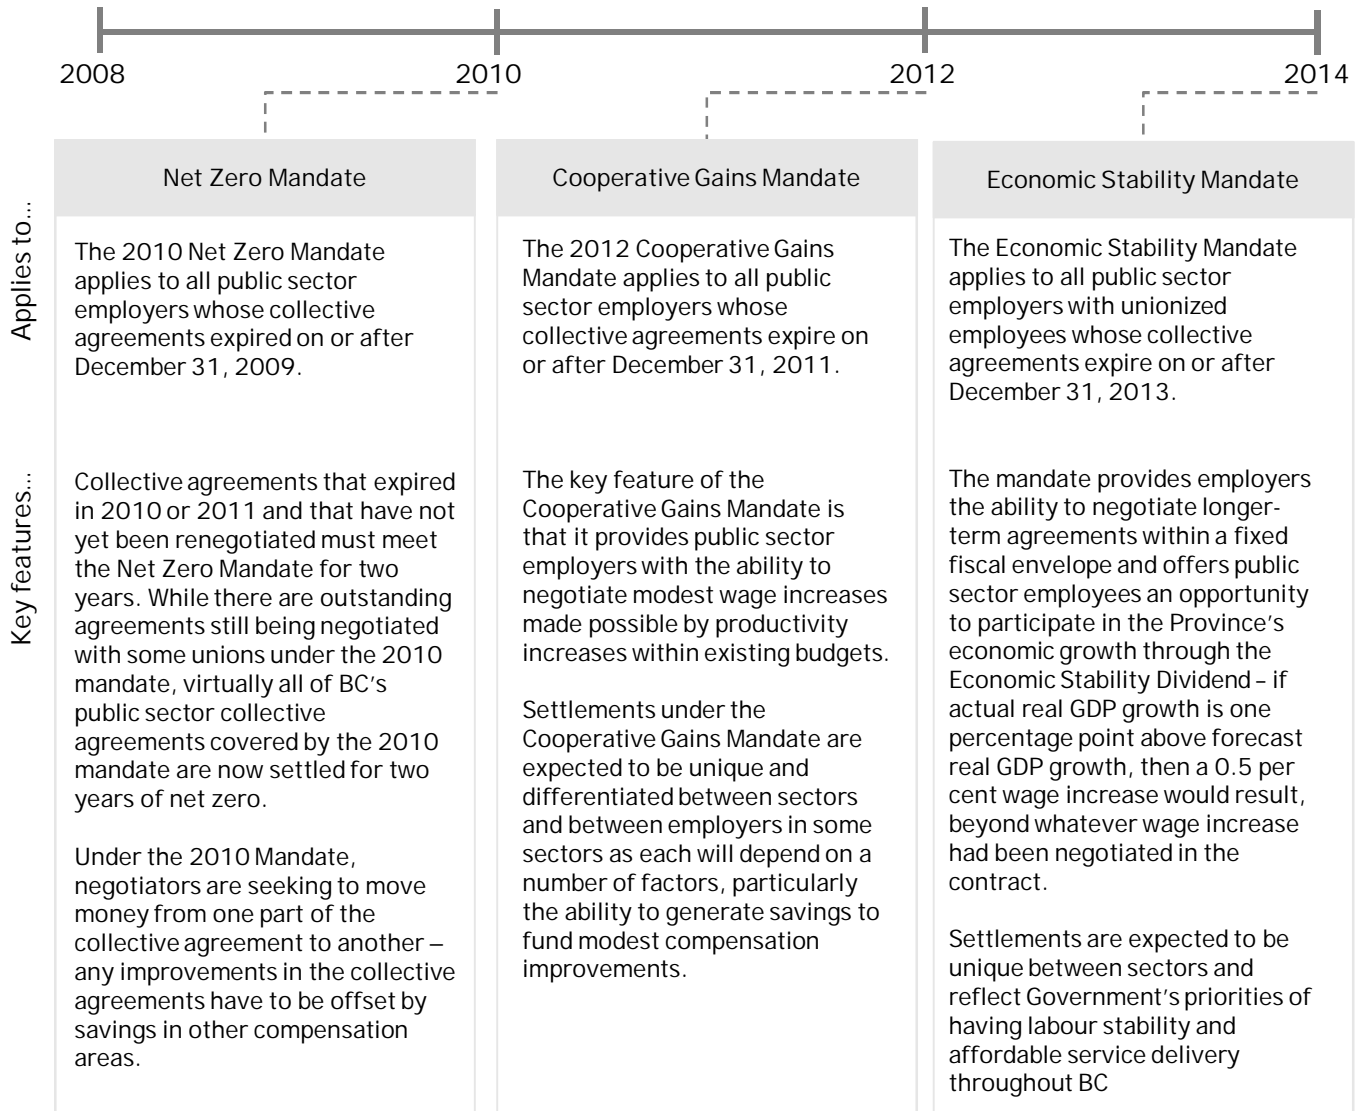 2008
2010
2012
2014
Net Zero Mandate
Cooperative Gains Mandate
Economic Stability Mandate
Applies to...
The 2010 Net Zero Mandate
applies to all public sector
employers whose collective
agreements expired on or after
December 31, 2009.
The 2012 Cooperative Gains
Mandate applies to all public
sector employers whose
collective agreements expire on
or after December 31, 2011.
The Economic Stability Mandate
applies to all public sector
employers with unionized
employees whose collective
agreements expire on or after
December 31, 2013.
Key features...
Collective agreements that expired
in 2010 or 2011 and that have not
yet been renegotiated must meet
the Net Zero Mandate for two
years. While there are outstanding
agreements still being negotiated
with some unions under the 2010
mandate, virtually all of BC's
public sector collective
agreements covered by the 2010
mandate are now settled for two
years of net zero.
Under the 2010 Mandate,
negotiators are seeking to move
money from one part of the
collective agreement to another –
any improvements in the collective
agreements have to be offset by
savings in other compensation
areas.
The key feature of the
Cooperative Gains Mandate is
that it provides public sector
employers with the ability to
negotiate modest wage increases
made possible by productivity
increases within existing budgets.
Settlements under the
Cooperative Gains Mandate are
expected to be unique and
differentiated between sectors
and between employers in some
sectors as each will depend on a
number of factors, particularly
the ability to generate savings to
fund modest compensation
improvements.
The mandate provides employers
the ability to negotiate longer-
term agreements within a fixed
fiscal envelope and offers public
sector employees an opportunity
to participate in the Province's
economic growth through the
Economic Stability Dividend – if
actual real GDP growth is one
percentage point above forecast
real GDP growth, then a 0.5 per
cent wage increase would result,
beyond whatever wage increase
had been negotiated in the
contract.
Settlements are expected to be
unique between sectors and
reflect Government's priorities of
having labour stability and
affordable service delivery
throughout BC